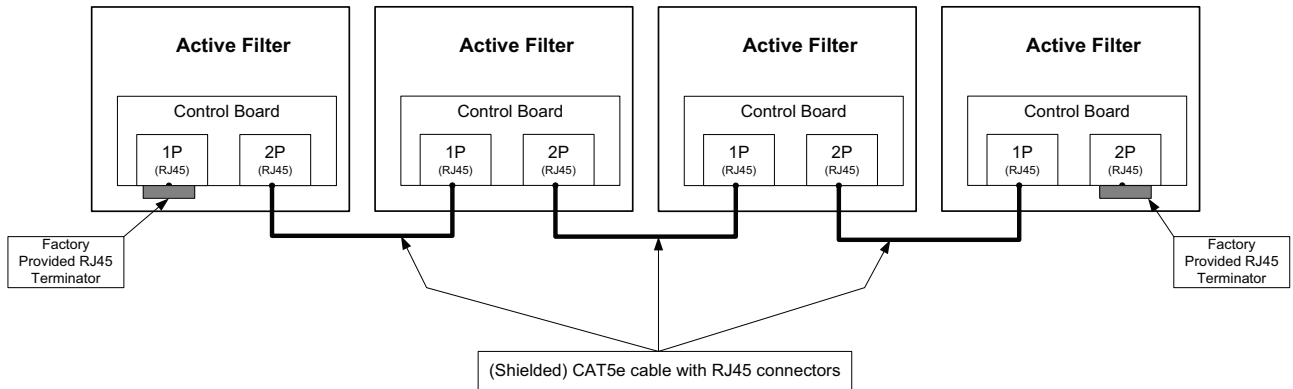 Active Filter
Active Filter
Active Filter
Active Filter
Control Board
Control Board
Control Board
Control Board
1P
(RJ45)
2P
(RJ45)
1P
(RJ45)
2P
(RJ45)
1P
(RJ45)
2P
(RJ45)
1P
(RJ45)
2P
(RJ45)
Factory
Provided RJ45
Terminator
Factory
Provided RJ45
Terminator
(Shielded) CAT5e cable with RJ45 connectors